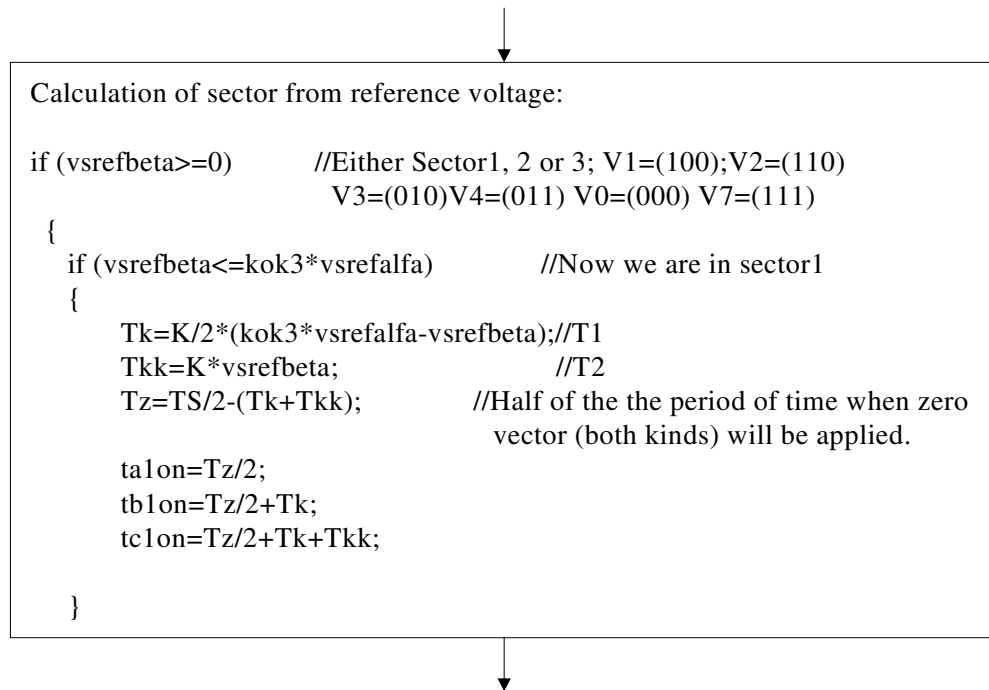 Calculation of sector from reference voltage:
if (vsrefbeta>=0) //Either Sector1, 2 or 3; V1=(100);V2=(110)
V3=(010)V4=(011) V0=(000) V7=(111)
{
if (vsrefbeta<=kok3*vsrefalfa) //Now we are in sector1
{
Tk=K/2*(kok3*vsrefalfa-vsrefbeta);//T1
Tkk=K*vsrefbeta; //T2
Tz=TS/2-(Tk+Tkk); //Half of the the period of time when zero
vector (both kinds) will be applied.
ta1on=Tz/2;
tb1on=Tz/2+Tk;
tc1on=Tz/2+Tk+Tkk;
}